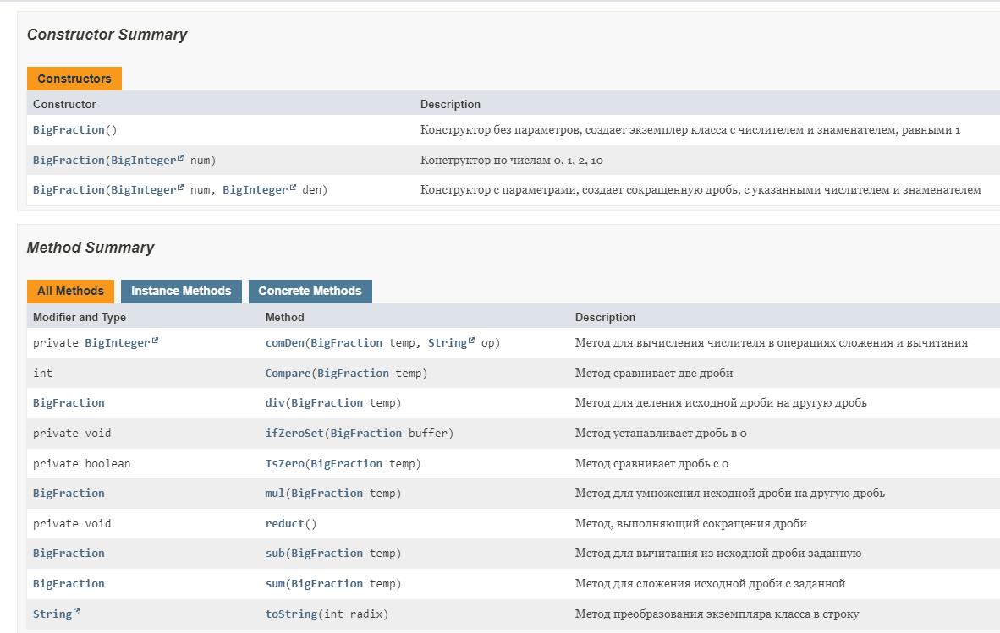 Constructor Summary
Constructors
Constructor Description
BigFraction() Конструктор без параметров, создает экземплер класса с числителем и знаменателем, равными 1
BigFraction(BigInteger num) Конструктор по числам 0, 1, 2, 10
BigFraction(BigInteger num, BigInteger den) Конструктор с параметрами, создает сокращенную дробь, с указанными числителем и знаменателем
Method Summary
All Methods Instance Methods Concrete Methods
Modifier and Type Method Description
private BigInteger comDen(BigFraction temp, String op) Метод для вычисления числителя в операциях сложения и вычитания
int Compare(BigFraction temp) Метод сравнивает две дроби
BigFraction div(BigFraction temp) Метод для деления исходной дроби на другую дробь
private void ifZeroSet(BigFraction buffer) Метод устанавливает дробь в 0
private boolean IsZero(BigFraction temp) Метод сравнивает дробь с 0
BigFraction mul(BigFraction temp) Метод для умножения исходной дроби на другую дробь
private void reduct() Метод, выполняющий сокращения дроби
BigFraction sub(BigFraction temp) Метод для вычитания из исходной дроби заданную
BigFraction sum(BigFraction temp) Метод для сложения исходной дроби с заданной
String toString(int radix) Метод преобразования экземпляра класса в строку